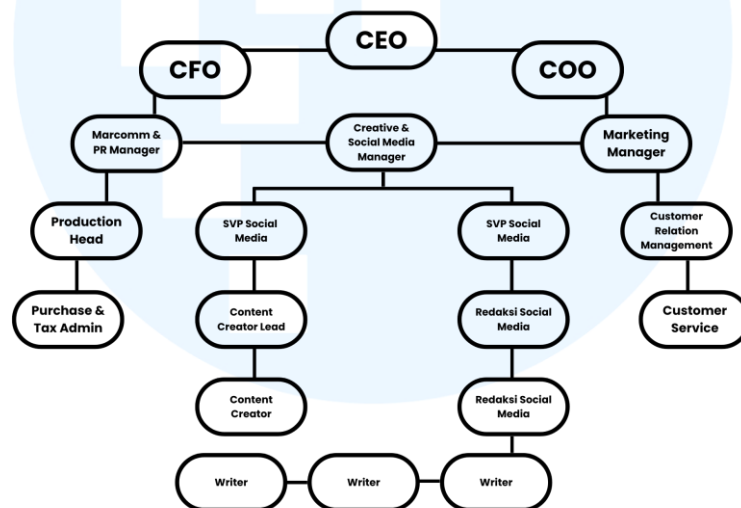 CEO
CFO
COO
Marcomm &
PR Manager
Creative &
Social Media
Manager
Marketing
Manager
Production
Head
SVP Social
Media
SVP Social
Media
Customer
Relation
Management
Purchase &
Tax Admin
Content
Creator Lead
Redaksi Social
Media
Customer
Service
Content
Creator
Redaksi Social
Media
Writer
Writer
Writer